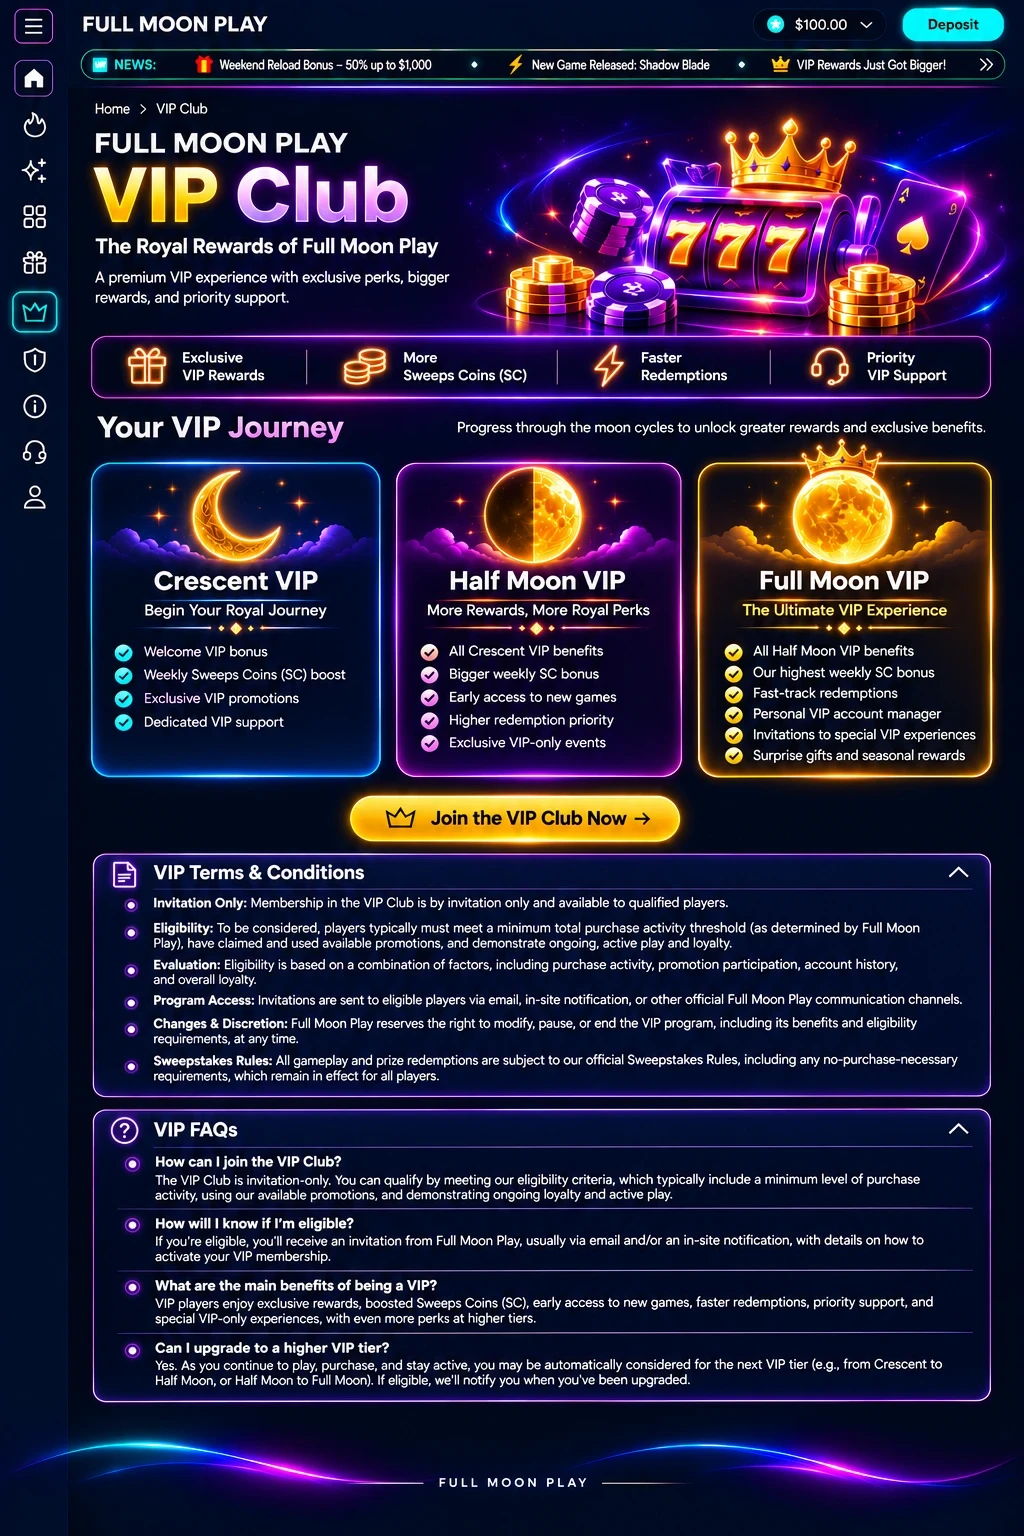 FULL MOON PLAY
$100.00
Deposit
NEWS:
Weekend Reload Bonus – 50% up to $1,000
New Game Released: Shadow Blade
VIP Rewards Just Got Bigger!
Home > VIP Club
FULL MOON PLAY
VIP Club
The Royal Rewards of Full Moon Play
A premium VIP experience with exclusive perks, bigger
rewards, and priority support.
777
A
Exclusive
VIP Rewards
More
Sweeps Coins (SC)
Faster
Redemptions
Priority
VIP Support
Your VIP Journey
Progress through the moon cycles to unlock greater rewards and exclusive benefits.
Crescent VIP
Begin Your Royal Journey
Welcome VIP bonus
Weekly Sweeps Coins (SC) boost
Exclusive VIP promotions
Dedicated VIP support
Half Moon VIP
More Rewards, More Royal Perks
All Crescent VIP benefits
Bigger weekly SC bonus
Early access to new games
Higher redemption priority
Exclusive VIP-only events
Full Moon VIP
The Ultimate VIP Experience
All Half Moon VIP benefits
Our highest weekly SC bonus
Fast-track redemptions
Personal VIP account manager
Invitations to special VIP experiences
Surprise gifts and seasonal rewards
Join the VIP Club Now →
VIP Terms & Conditions
Invitation Only: Membership in the VIP Club is by invitation only and available to qualified players.
Eligibility: To be considered, players typically must meet a minimum total purchase activity threshold (as determined by Full Moon
Play), have claimed and used available promotions, and demonstrate ongoing, active play and loyalty.
Evaluation: Eligibility is based on a combination of factors, including purchase activity, promotion participation, account history,
and overall loyalty.
Program Access: Invitations are sent to eligible players via email, in-site notification, or other official Full Moon Play communication channels.
Changes & Discretion: Full Moon Play reserves the right to modify, pause, or end the VIP program, including its benefits and eligibility
requirements, at any time.
Sweepstakes Rules: All gameplay and prize redemptions are subject to our official Sweepstakes Rules, including any no-purchase-necessary
requirements, which remain in effect for all players.
VIP FAQs
How can I join the VIP Club?
The VIP Club is invitation-only. You can qualify by meeting our eligibility criteria, which typically include a minimum level of purchase
activity, using our available promotions, and demonstrating ongoing loyalty and active play.
How will I know if I'm eligible?
If you're eligible, you'll receive an invitation from Full Moon Play, usually via email and/or an in-site notification, with details on how to
activate your VIP membership.
What are the main benefits of being a VIP?
VIP players enjoy exclusive rewards, boosted Sweeps Coins (SC), early access to new games, faster redemptions, priority support, and
special VIP-only experiences, with even more perks at higher tiers.
Can I upgrade to a higher VIP tier?
Yes. As you continue to play, purchase, and stay active, you may be automatically considered for the next VIP tier (e.g., from Crescent to
Half Moon, or Half Moon to Full Moon). If eligible, we'll notify you when you've been upgraded.
FULL MOON PLAY